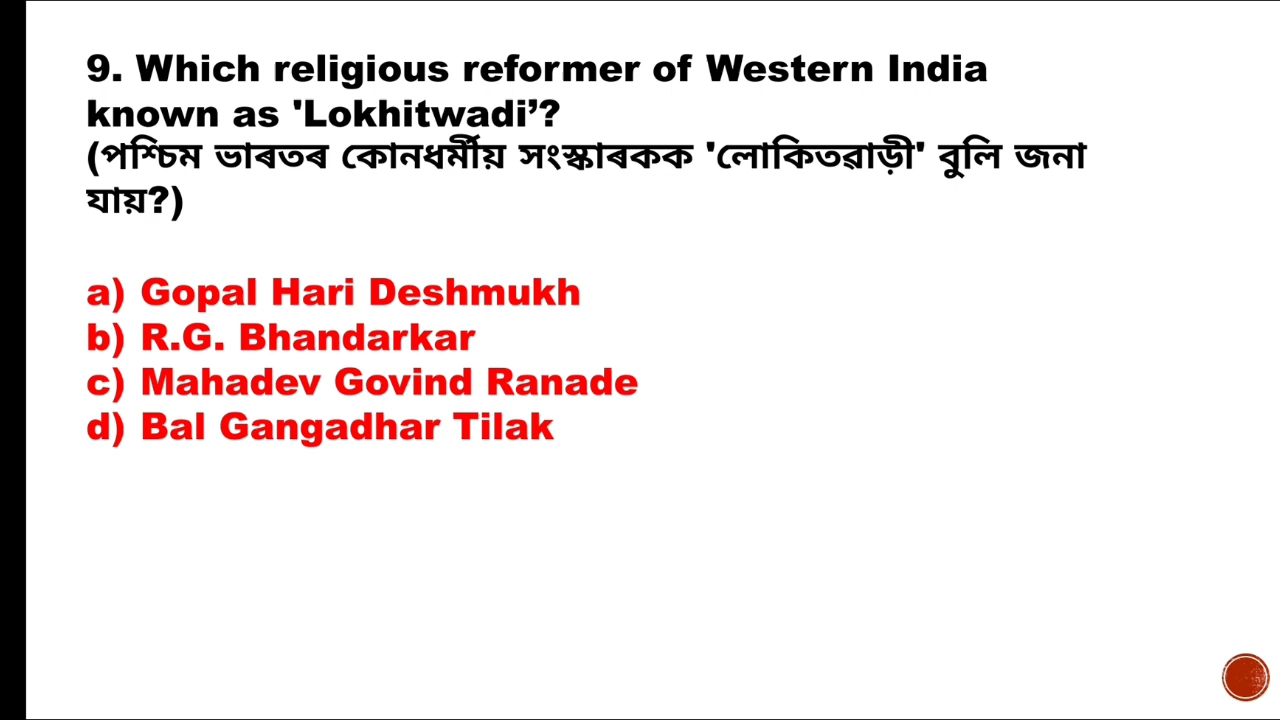 9. Which religious reformer of Western India
known as 'Lokhitwadi’?
(পশ্চিম ভাৰতৰ কোনধৰ্মীয় সংস্কাৰকক 'লোকিতৱাড়ী' বুলি জনা
যায়?)
a) Gopal Hari Deshmukh
b) R.G. Bhandarkar
c) Mahadev Govind Ranade
d) Bal Gangadhar Tilak